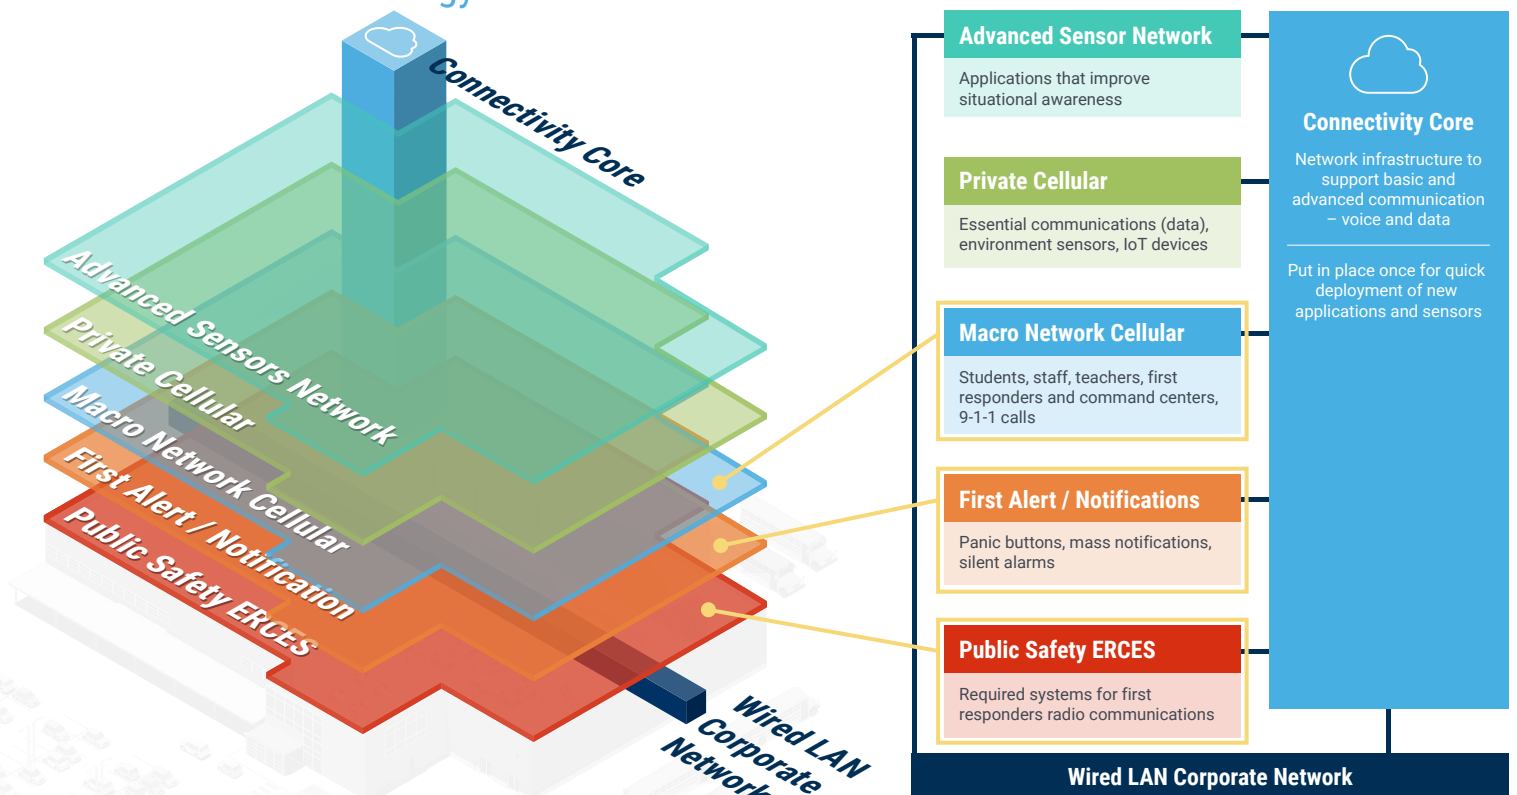 gy
Connectivity Core
Advanced Sensors Network
Private Cellular
Macro Network Cellular
First Alert / Notification
Public Safety ERCES
Wired LAN
Corporate
Network
Advanced Sensor Network
Applications that improve
situational awareness
Private Cellular
Essential communications (data),
environment sensors, IoT devices
Macro Network Cellular
Students, staff, teachers, first
responders and command centers,
9-1-1 calls
First Alert / Notifications
Panic buttons, mass notifications,
silent alarms
Public Safety ERCES
Required systems for first
responders radio communications
Connectivity Core
Network infrastructure to
support basic and
advanced communication
– voice and data
Put in place once for quick
deployment of new
applications and sensors
Wired LAN Corporate Network